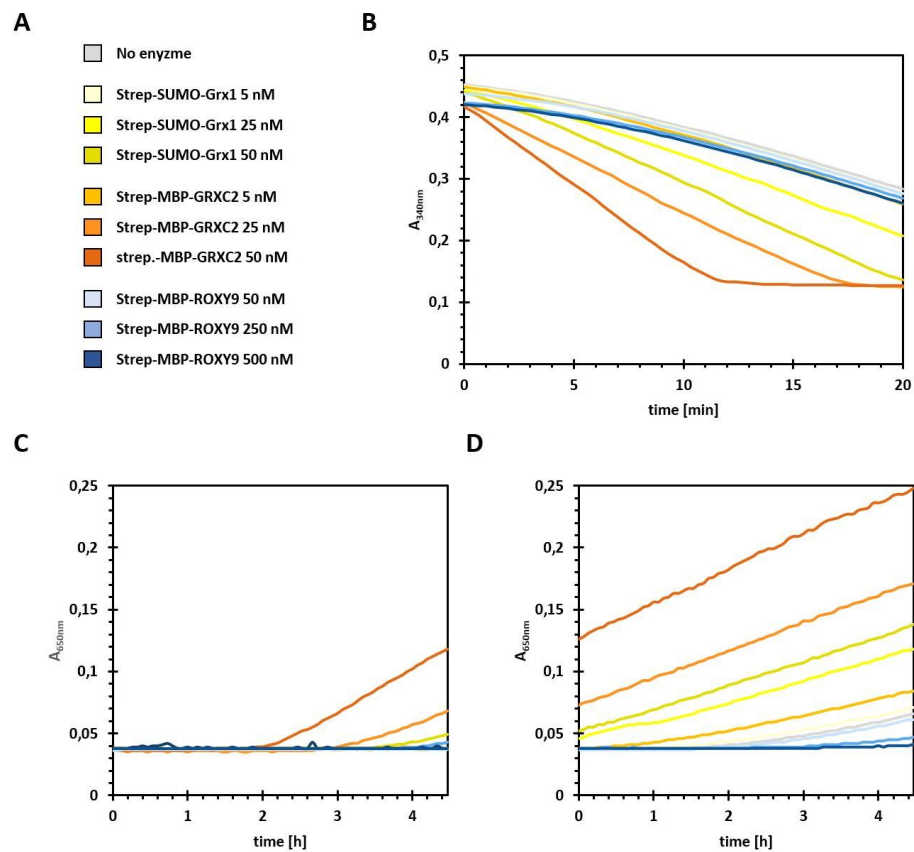 A
No enyzme
Strep-SUMO-Grx1 5 nM
Strep-SUMO-Grx1 25 nM
Strep-SUMO-Grx1 50 nM
Strep-MBP-GRXC2 5 nM
Strep-MBP-GRXC2 25 nM
strep.-MBP-GRXC2 50 nM
Strep-MBP-ROXY9 50 nM
Strep-MBP-ROXY9 250 nM
Strep-MBP-ROXY9 500 nM
B
0,5
0,4
0,3
0,2
0,1
0
A340nm
0 5 10 15 20
time [min]
C
0,25
0,2
0,15
0,1
0,05
0
A650nm
0 1 2 3 4
time [h]
D
0,25
0,2
0,15
0,1
0,05
0
A650nm
0 1 2 3 4
time [h]